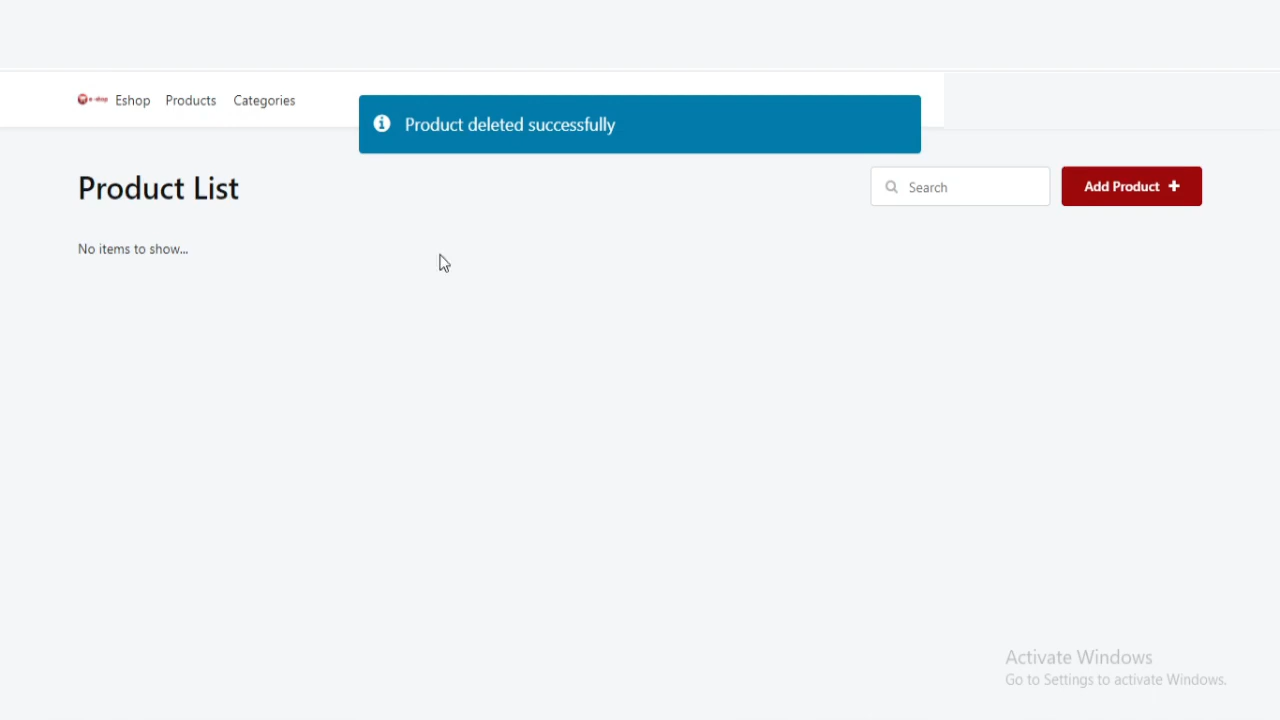 Eshop Products Categories
Product deleted successfully
Product List
Search
Add Product +
No items to show...
Activate Windows
Go to Settings to activate Windows.